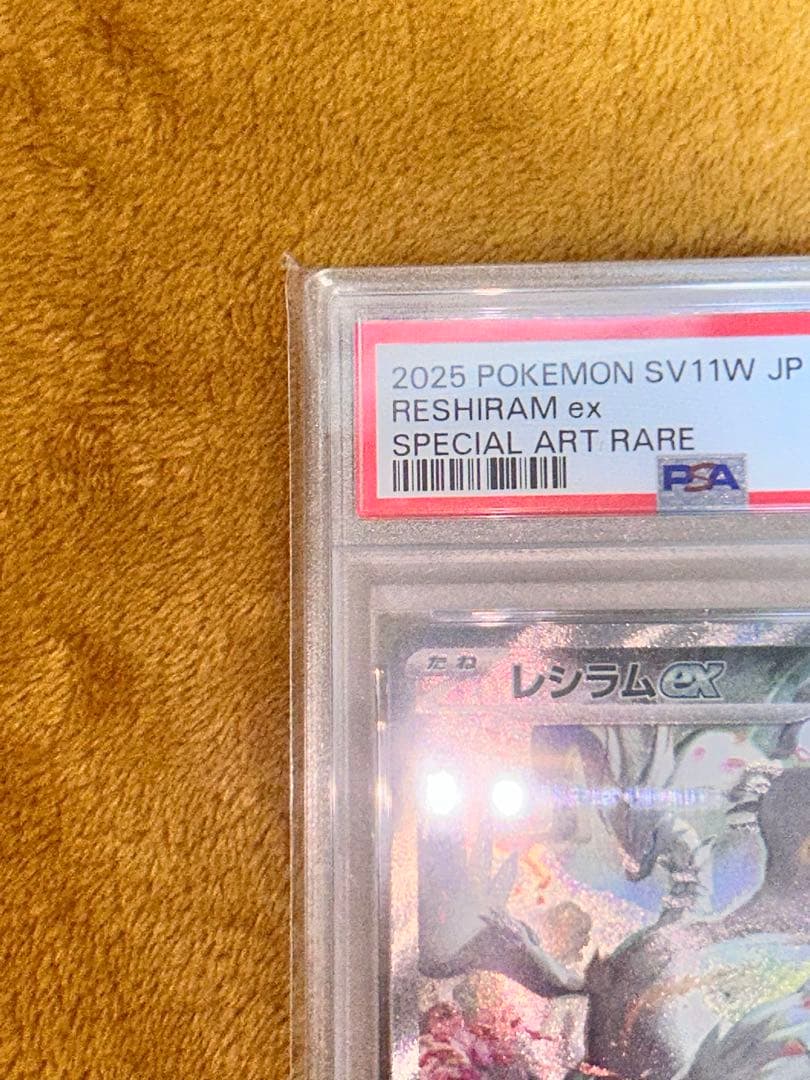 2025 POKEMON SV11W JP
RESHIRAM ex
SPECIAL ART RARE
PSA
たね レシラムex